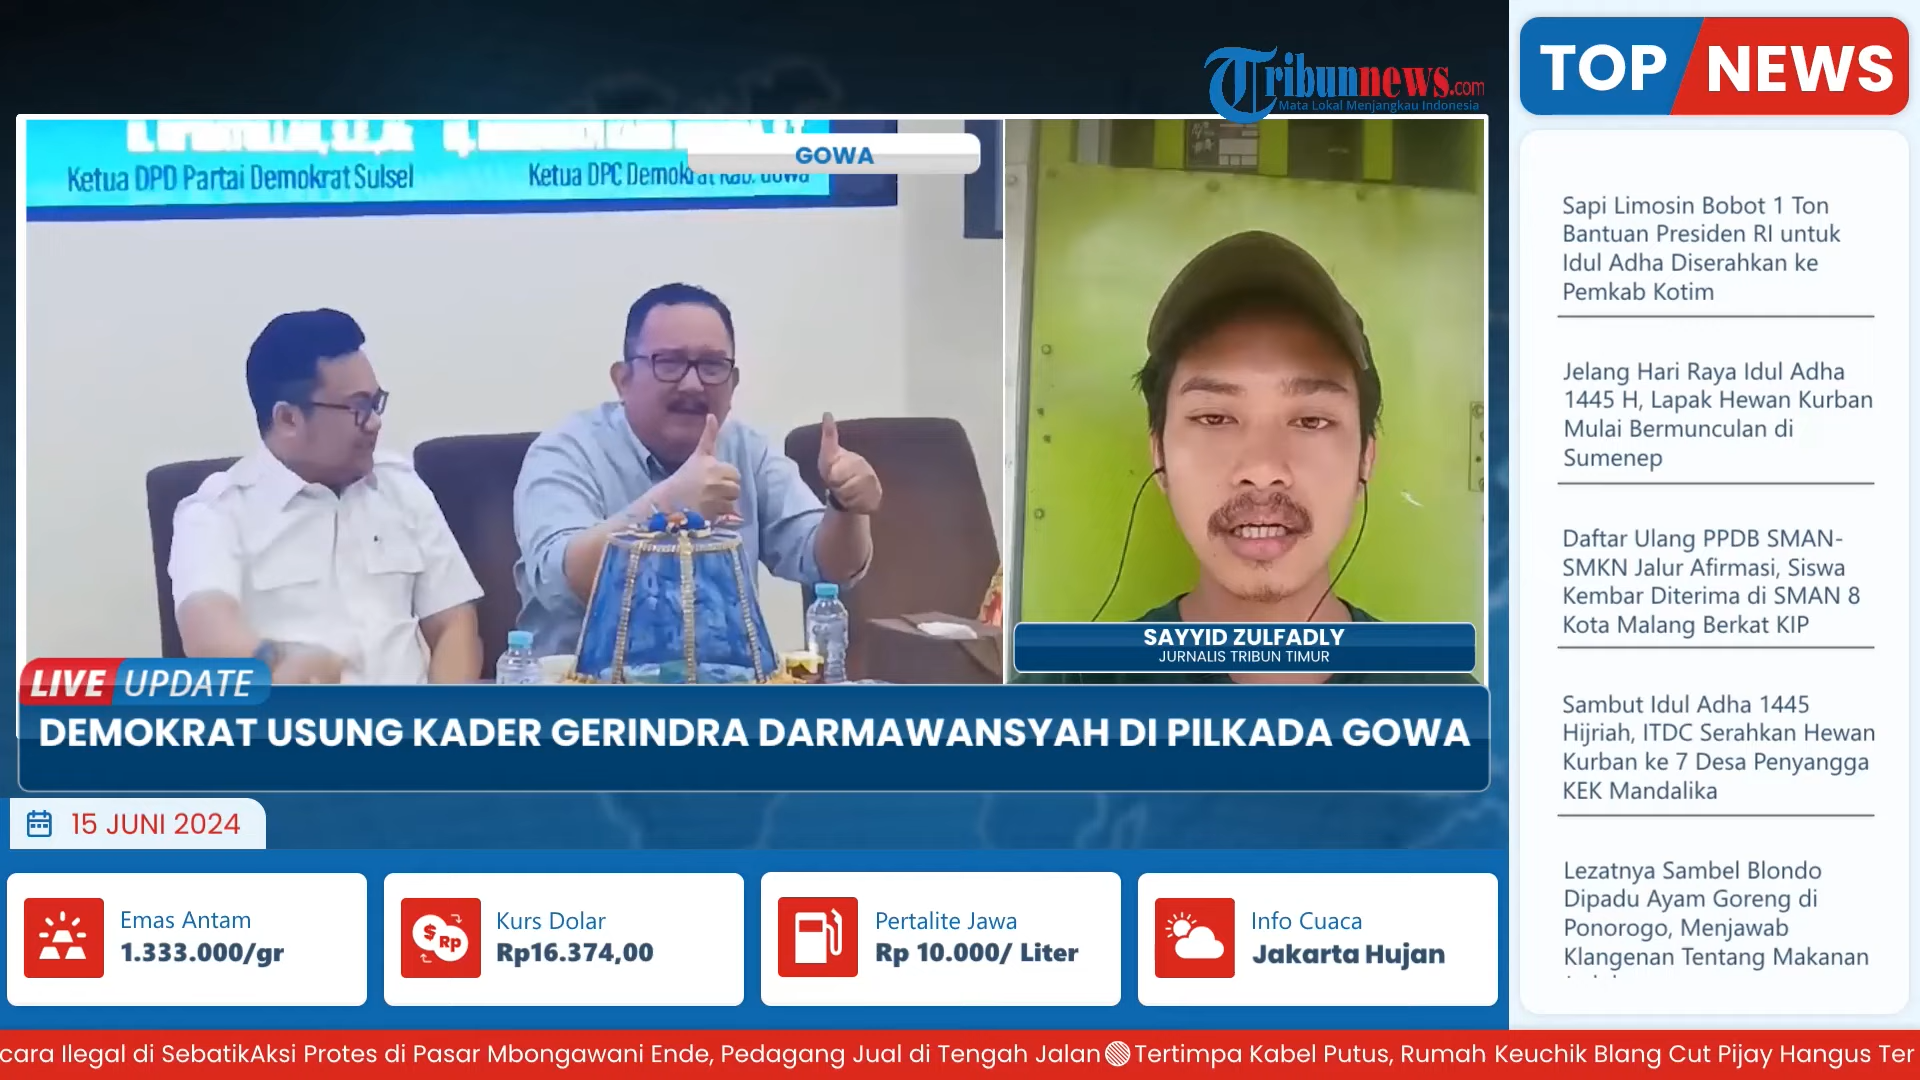 Tribunnews.com
Mata Lokal Menjangkau Indonesia
TOP NEWS
Ketua DPD Partai Demokrat Sulsel
Ketua DPC Demokrat Kab. Gowa
GOWA
SAYYID ZULFADLY
JURNALIS TRIBUN TIMUR
LIVE UPDATE
DEMOKRAT USUNG KADER GERINDRA DARMAWANSYAH DI PILKADA GOWA
15 JUNI 2024
Emas Antam
1.333.000/gr
Kurs Dolar
$ Rp
Rp16.374,00
Pertalite Jawa
Rp 10.000/ Liter
Info Cuaca
Jakarta Hujan
Sapi Limosin Bobot 1 Ton
Bantuan Presiden RI untuk
Idul Adha Diserahkan ke
Pemkab Kotim
Jelang Hari Raya Idul Adha
1445 H, Lapak Hewan Kurban
Mulai Bermunculan di
Sumenep
Daftar Ulang PPDB SMAN-
SMKN Jalur Afirmasi, Siswa
Kembar Diterima di SMAN 8
Kota Malang Berkat KIP
Sambut Idul Adha 1445
Hijriah, ITDC Serahkan Hewan
Kurban ke 7 Desa Penyangga
KEK Mandalika
Lezatnya Sambel Blondo
Dipadu Ayam Goreng di
Ponorogo, Menjawab
Klangenan Tentang Makanan
cara Ilegal di SebatikAksi Protes di Pasar Mbongawani Ende, Pedagang Jual di Tengah Jalan Tertimpa Kabel Putus, Rumah Keuchik Blang Cut Pijay Hangus Ter